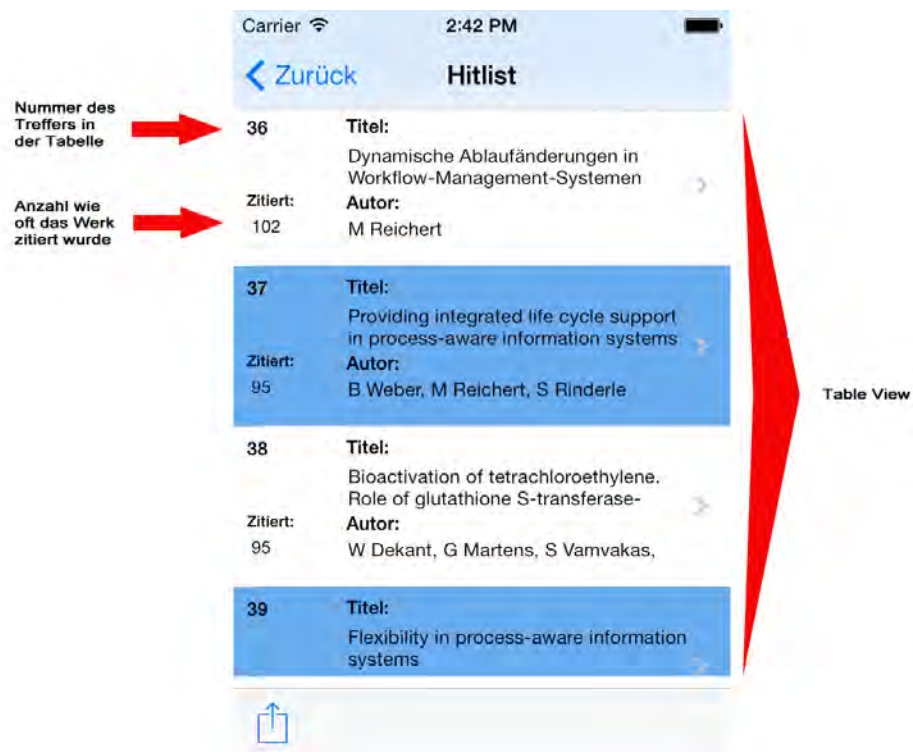 Carrier 2:42 PM
Zurück Hitlist
Nummer des
Treffers in
der Tabelle
36 Titel:
Dynamische Ablaufänderungen in
Workflow-Management-Systemen
Anzahl wie
oft das Werk
zitiert wurde
Zitiert: Autor:
102 M Reichert
37 Titel:
Providing integrated life cycle support
in process-aware information systems
Zitiert: Autor:
95 B Weber, M Reichert, S Rinderle
Table View
38 Titel:
Bioactivation of tetrachloroethylene.
Role of glutathione S-transferase-
Zitiert: Autor:
95 W Dekant, G Martens, S Vamvakas,
39 Titel:
Flexibility in process-aware information
systems